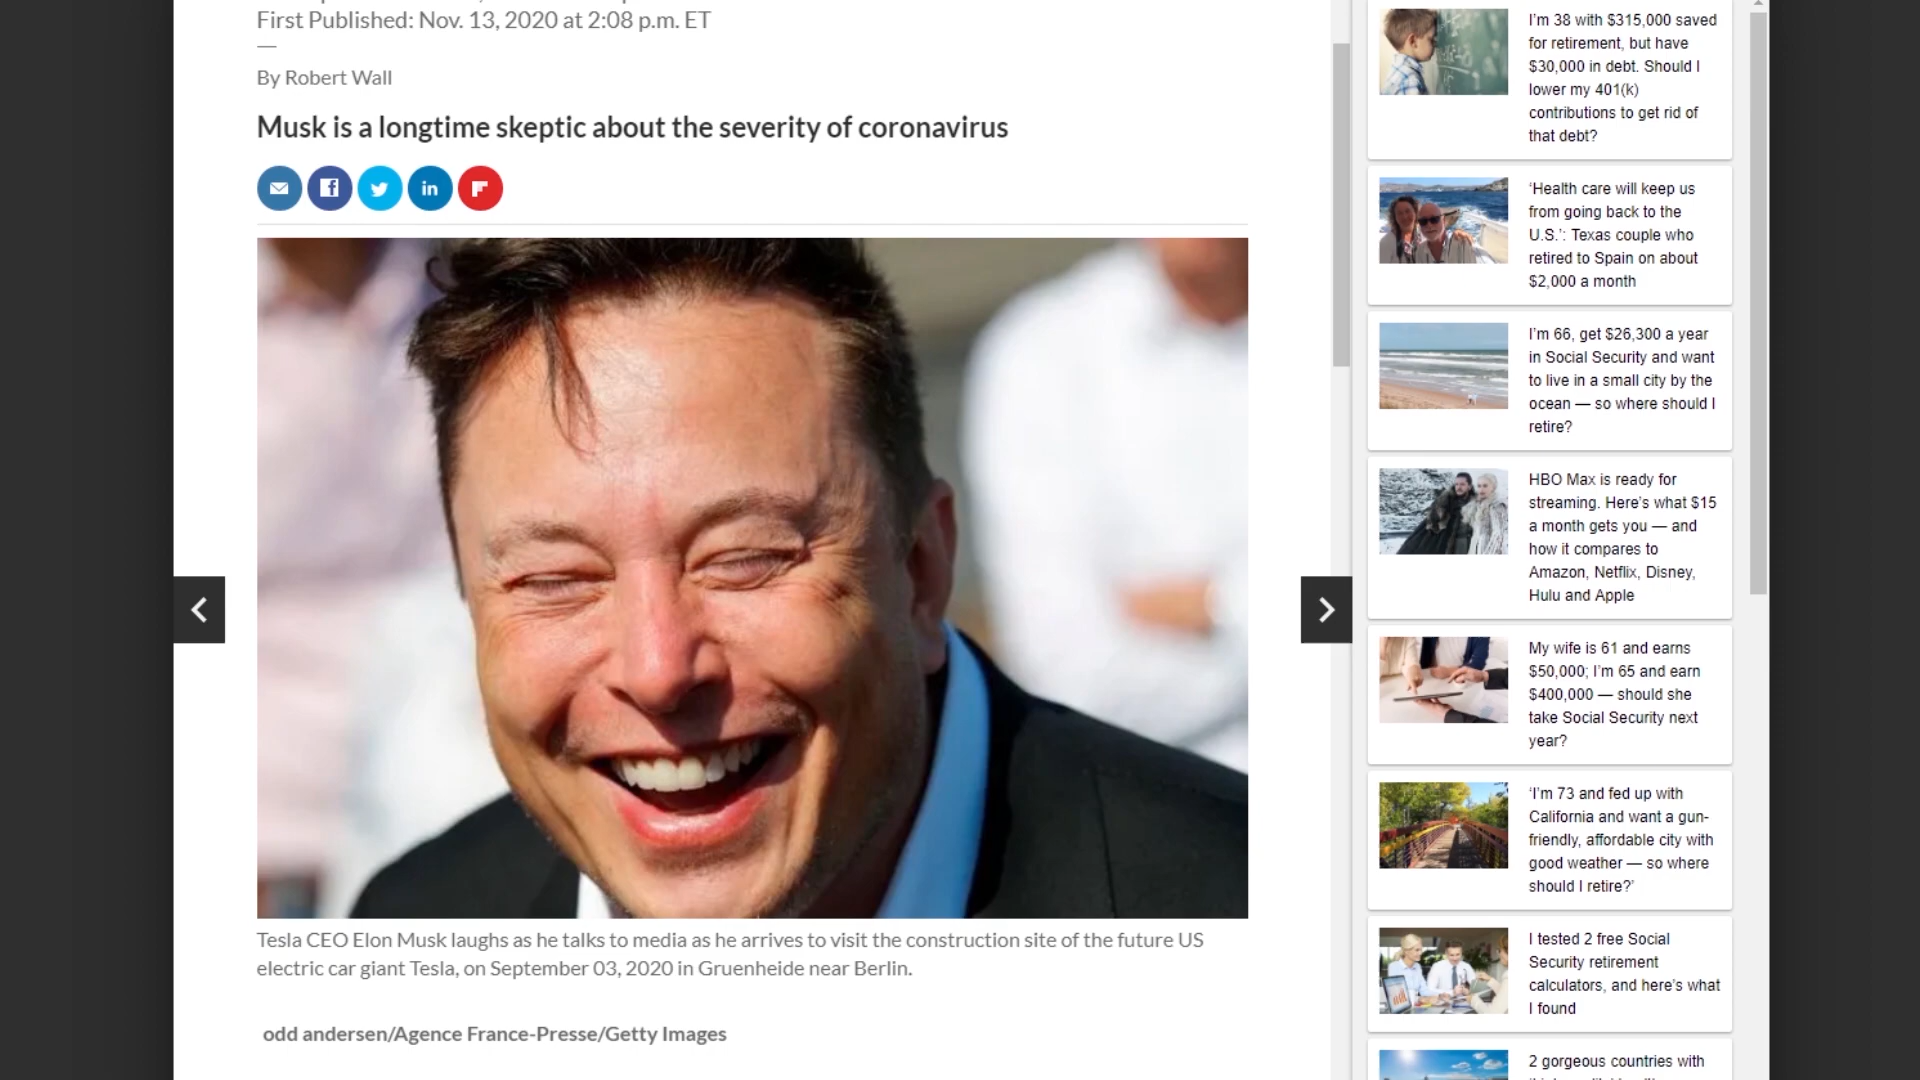 First Published: Nov. 13, 2020 at 2:08 p.m. ET
By Robert Wall
Musk is a longtime skeptic about the severity of coronavirus
Tesla CEO Elon Musk laughs as he talks to media as he arrives to visit the construction site of the future US
electric car giant Tesla, on September 03, 2020 in Gruenheide near Berlin.
odd andersen/Agence France-Presse/Getty Images
I'm 38 with $315,000 saved
for retirement, but have
$30,000 in debt. Should I
lower my 401(k)
contributions to get rid of
that debt?
‘Health care will keep us
from going back to the
U.S.’: Texas couple who
retired to Spain on about
$2,000 a month
I’m 66, get $26,300 a year
in Social Security and want
to live in a small city by the
ocean — so where should I
retire?
HBO Max is ready for
streaming. Here’s what $15
a month gets you — and
how it compares to
Amazon, Netflix, Disney,
Hulu and Apple
My wife is 61 and earns
$50,000; I’m 65 and earn
$400,000 — should she
take Social Security next
year?
‘I’m 73 and fed up with
California and want a gun-
friendly, affordable city with
good weather — so where
should I retire?’
I tested 2 free Social
Security retirement
calculators, and here’s what
I found
2 gorgeous countries with